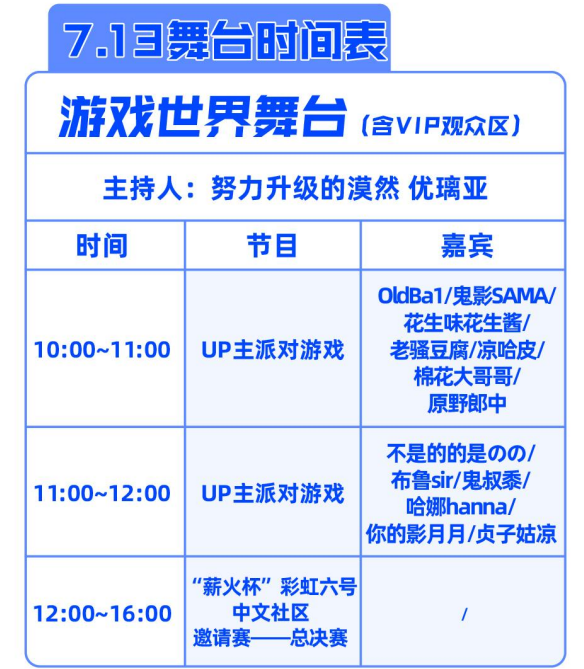 7.13舞台时间表
游戏世界舞台 (含VIP观众区)
主持人：努力升级的漠然 优璃亚
时间 节目 嘉宾
10:00~11:00
UP主派对游戏
OldBa1/鬼影SAMA/
花生味花生酱/
老骚豆腐/凉哈皮/
棉花大哥哥/
原野郎中
11:00~12:00
UP主派对游戏
不是的的是のの/
布鲁sir/鬼叔黍/
哈娜hanna/
你的影月月/贞子姑凉
12:00~16:00
“薪火杯”彩虹六号
中文社区
邀请赛——总决赛
/